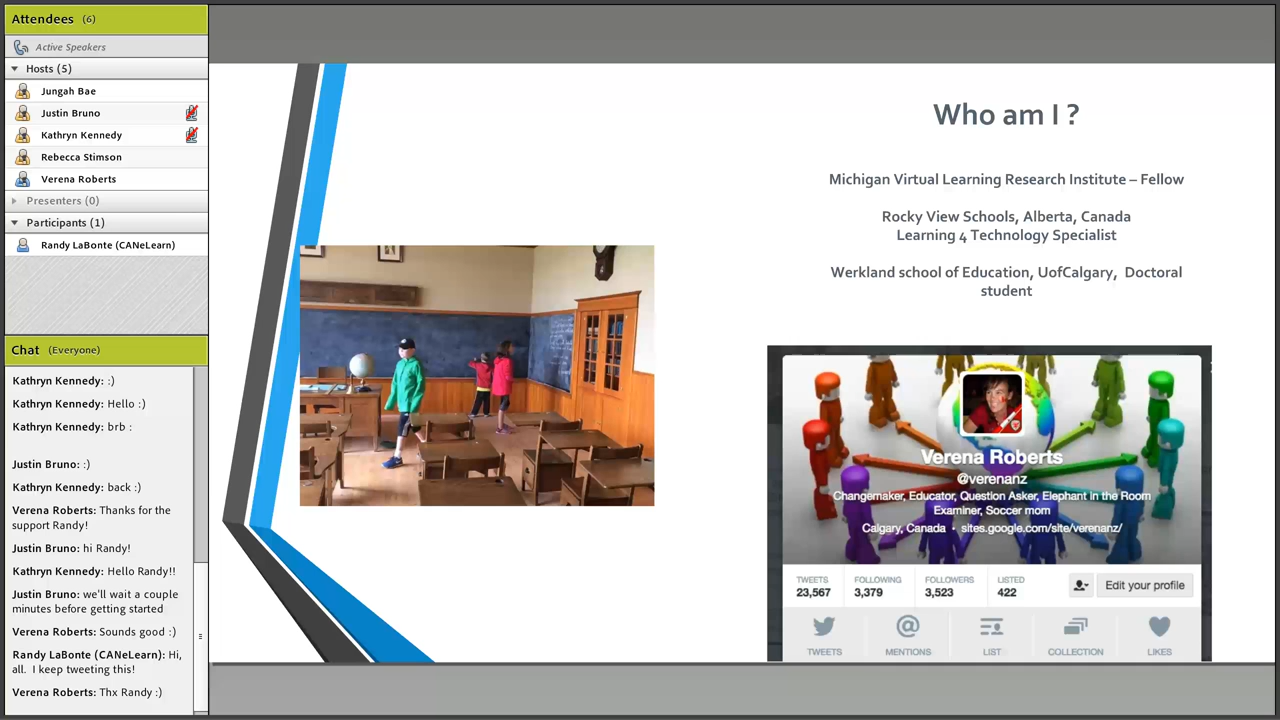 Attendees (6)
Active Speakers
Hosts (5)
Jungah Bae
Justin Bruno
Kathryn Kennedy
Rebecca Stimson
Verena Roberts
Presenters (0)
Participants (1)
Randy LaBonte (CANeLearn)
Chat (Everyone)
Kathryn Kennedy: :)
Kathryn Kennedy: Hello :)
Kathryn Kennedy: brb :
Justin Bruno: :)
Kathryn Kennedy: back :)
Verena Roberts: Thanks for the
support Randy!
Justin Bruno: hi Randy!
Kathryn Kennedy: Hello Randy!!
Justin Bruno: we'll wait a couple
minutes before getting started
Verena Roberts: Sounds good :)
Randy LaBonte (CANeLearn): Hi,
all. I keep tweeting this!
Verena Roberts: Thx Randy :)
Who am I ?
Michigan Virtual Learning Research Institute – Fellow
Rocky View Schools, Alberta, Canada
Learning 4 Technology Specialist
Werkland school of Education, UofCalgary, Doctoral
student
Verena Roberts
@verenanz
Changemaker, Educator, Question Asker, Elephant in the Room
Examiner, Soccer mom
Calgary, Canada • sites.google.com/site/verenanz/
TWEETS FOLLOWING FOLLOWERS LISTED
23,567 3,379 3,523 422
Edit your profile
TWEETS MENTIONS LIST COLLECTION LIKES